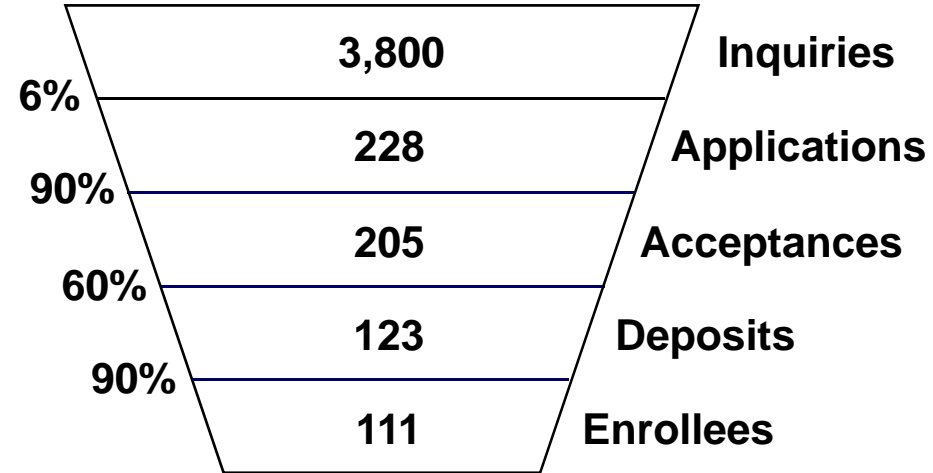 3,800 Inquiries
6%
228 Applications
90%
205 Acceptances
60%
123 Deposits
90%
111 Enrollees